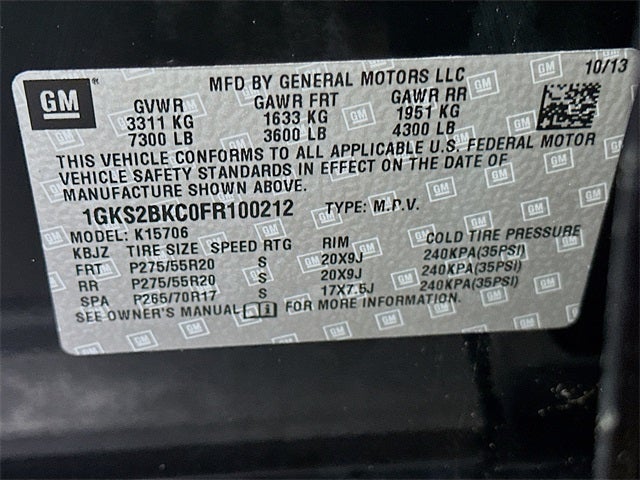 GM
MFD BY GENERAL MOTORS LLC 10/13
GVWR GAWR FRT GAWR RR
3311 KG 1633 KG 1951 KG
7300 LB 3600 LB 4300 LB
THIS VEHICLE CONFORMS TO ALL APPLICABLE U.S. FEDERAL MOTOR
VEHICLE SAFETY STANDARDS IN EFFECT ON THE DATE OF
MANUFACTURE SHOWN ABOVE.
1GKS2BKC0FR100212 TYPE: M.P.V.
MODEL: K15706
KBJZ TIRE SIZE SPEED RTG RIM COLD TIRE PRESSURE
FRT P275/55R20 S 20X9J 240KPA(35PSI)
RR P275/55R20 S 20X9J 240KPA(35PSI)
SPA P265/70R17 S 17X7.5J 240KPA(35PSI)
SEE OWNER'S MANUAL FOR MORE INFORMATION.